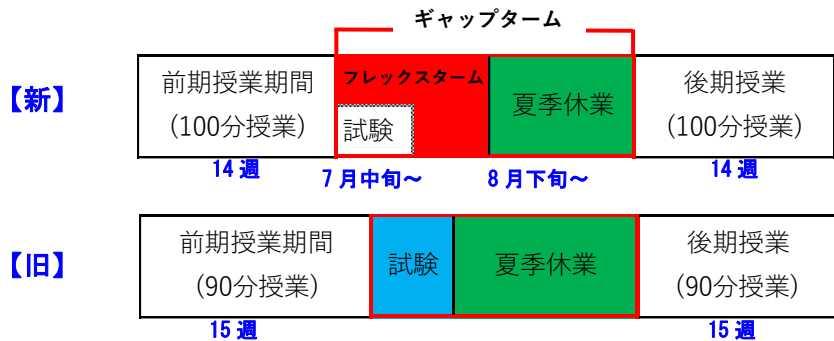 ギャップターム
【新】
前期授業期間
(100分授業)
フレックスターム
試験
夏季休業
後期授業
(100分授業)
14週
7月中旬～
8月下旬～
14週
【旧】
前期授業期間
(90分授業)
試験
夏季休業
後期授業
(90分授業)
15週
15週